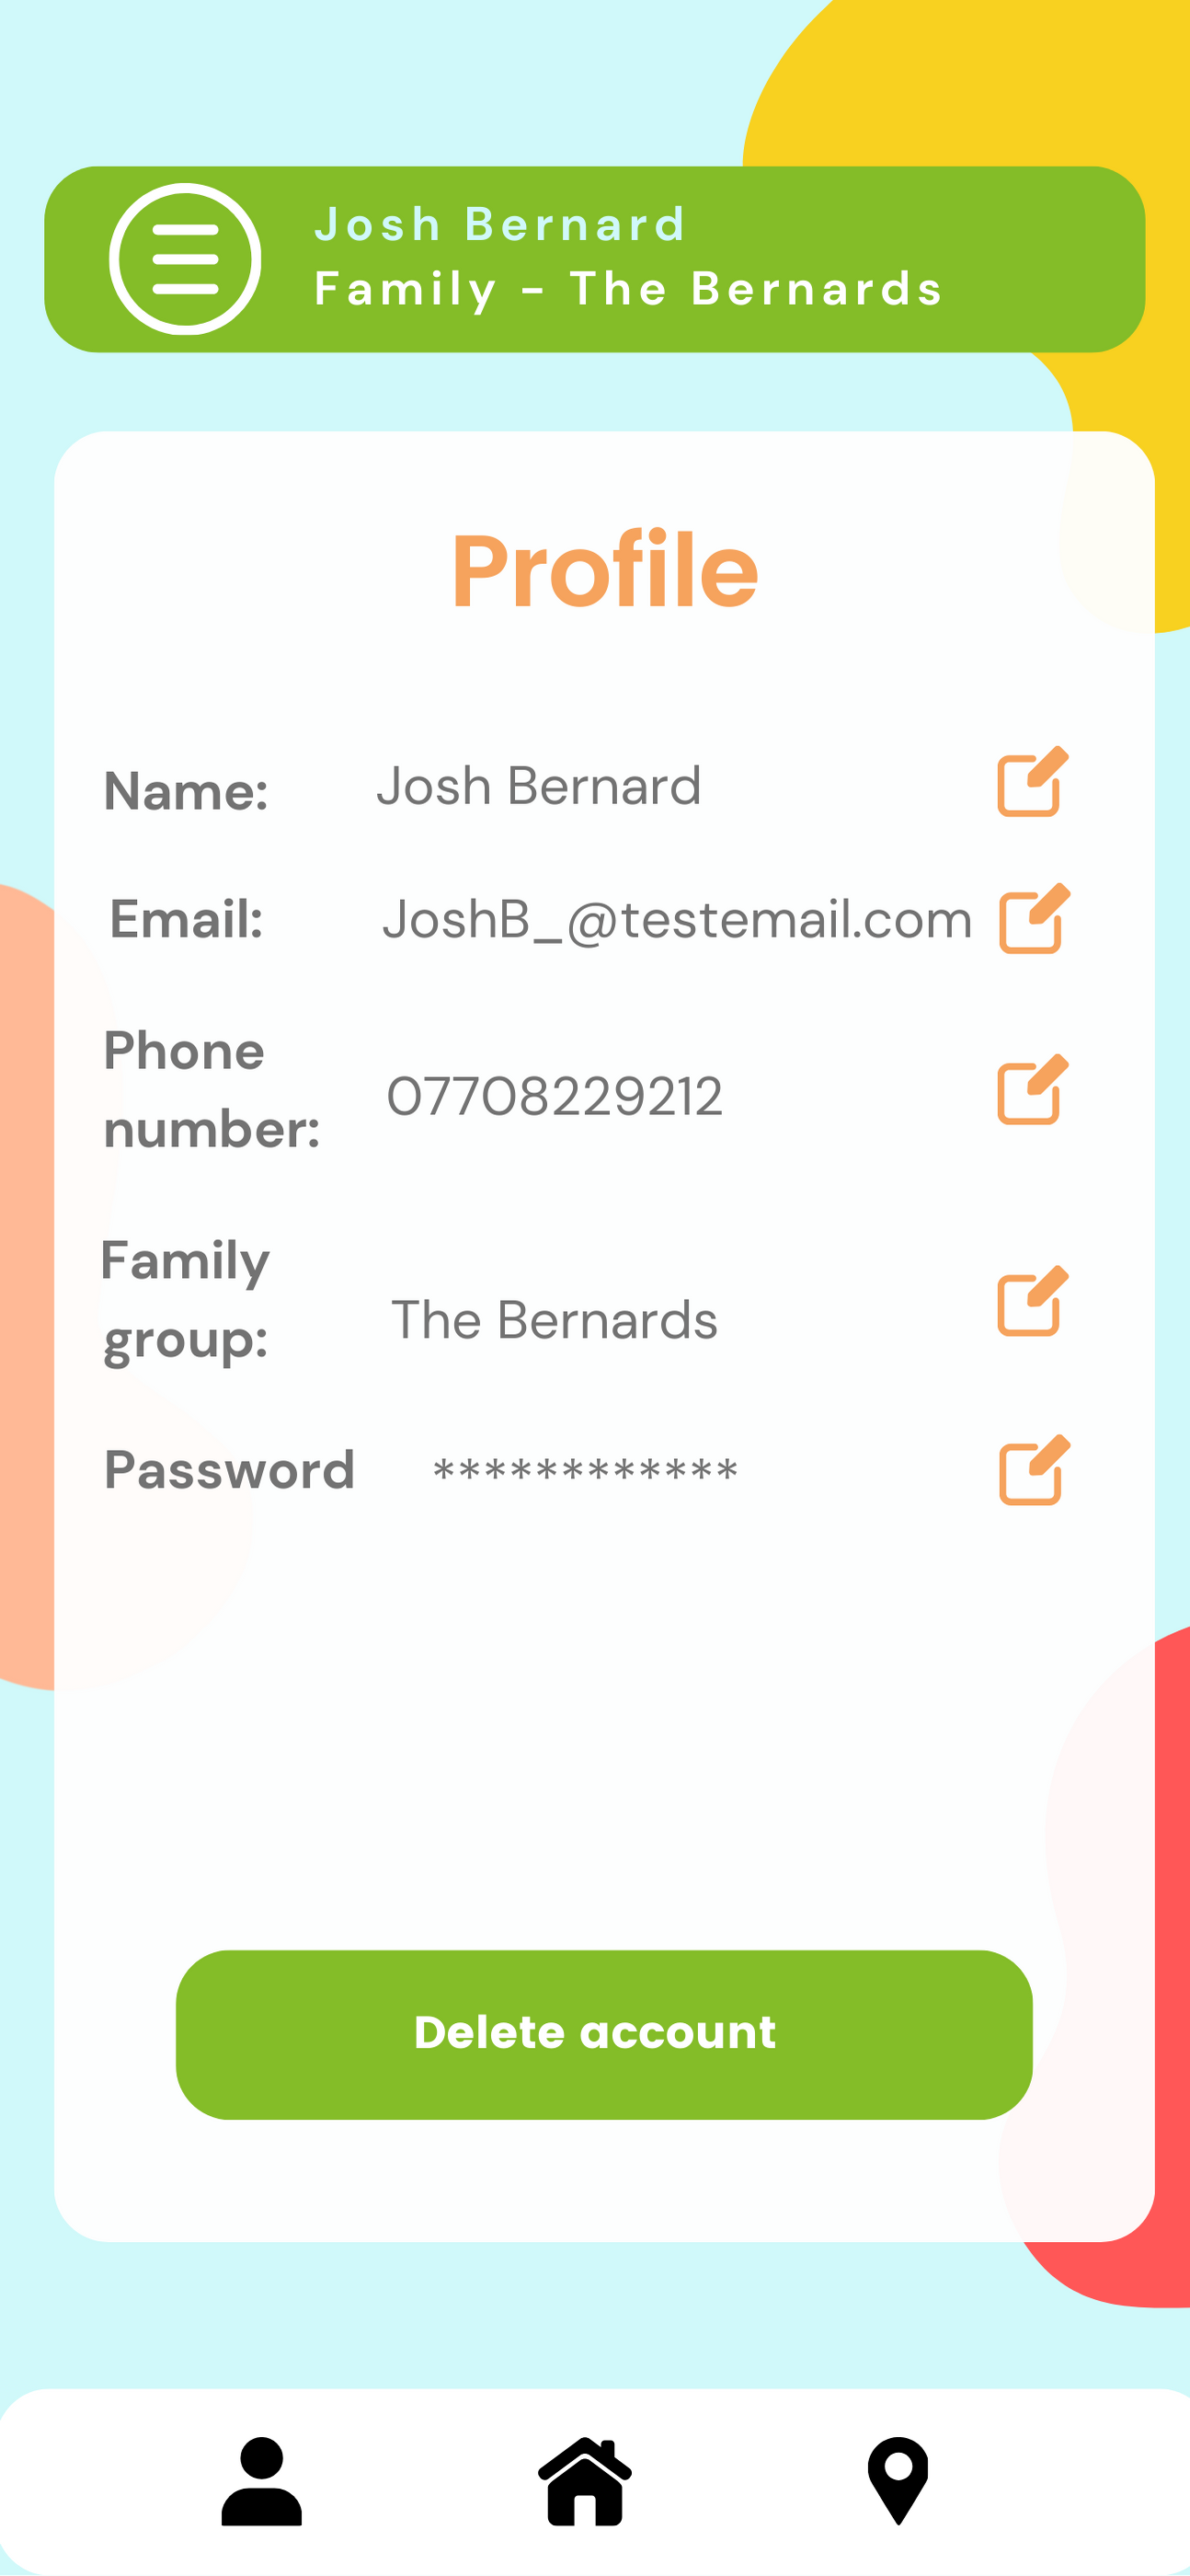 Josh Bernard
Family - The Bernards
Profile
Name: Josh Bernard
Email: JoshB_@testemail.com
Phone
number: 07708229212
Family
group: The Bernards
Password ************
Delete account